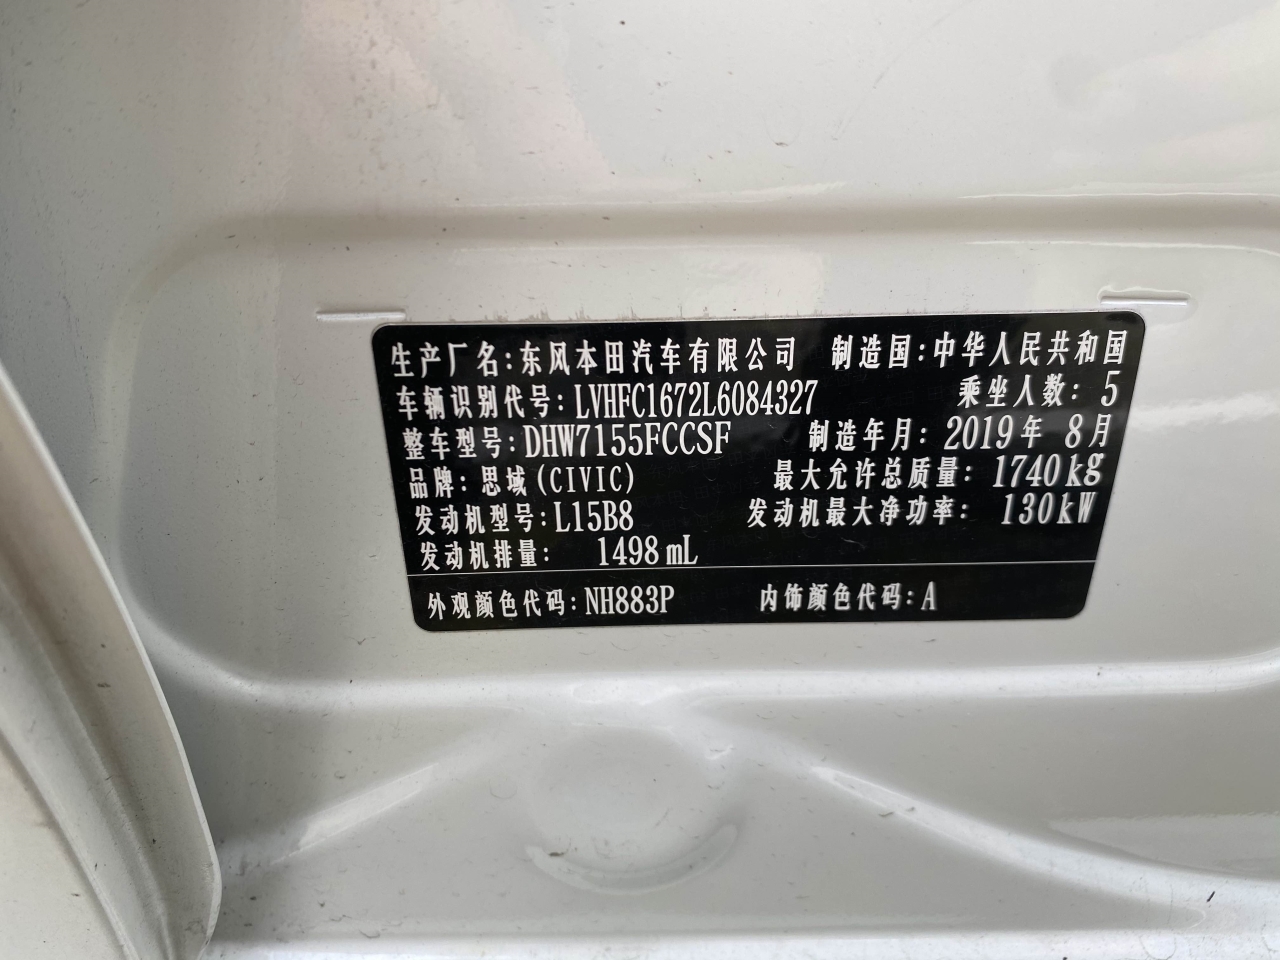 生产厂名:东风本田汽车有限公司 制造国:中华人民共和国
车辆识别代号:LVHFC1672L6084327 乘坐人数: 5
整车型号:DHW7155FCCSF 制造年月: 2019年 8月
品牌: 思域(CIVIC) 最大允许总质量: 1740kg
发动机型号:L15B8 发动机最大净功率: 130kW
发动机排量: 1498mL
外观颜色代码:NH883P 内饰颜色代码:A